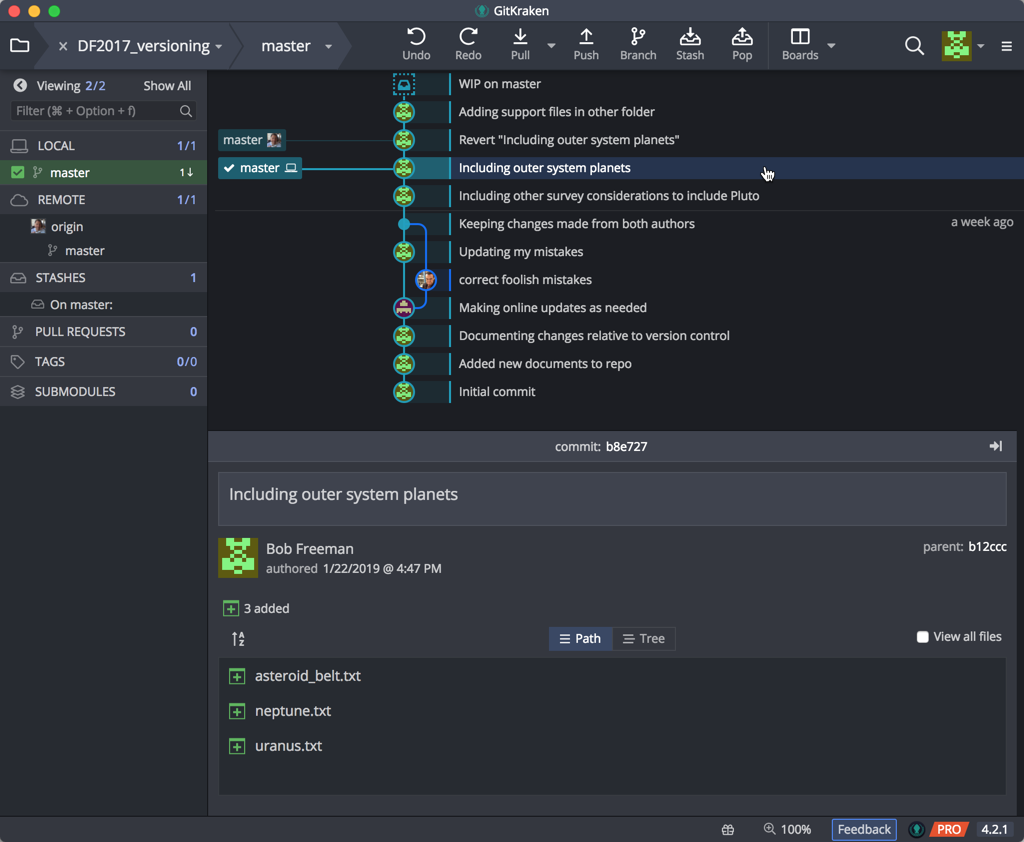 GitKraken
DF2017_versioning
master
Undo
Redo
Pull
Push
Branch
Stash
Pop
Boards
Viewing 2/2
Show All
Filter (⌘ + Option + f)
LOCAL 1/1
master 1↓
REMOTE 1/1
origin
master
STASHES 1
On master:
PULL REQUESTS 0
TAGS 0/0
SUBMODULES 0
WIP on master
Adding support files in other folder
master
Revert "Including outer system planets"
master
Including outer system planets
Including other survey considerations to include Pluto
Keeping changes made from both authors
a week ago
Updating my mistakes
correct foolish mistakes
Making online updates as needed
Documenting changes relative to version control
Added new documents to repo
Initial commit
commit: b8e727
Including outer system planets
Bob Freeman
authored 1/22/2019 @ 4:47 PM
parent: b12ccc
3 added
A
Z
Path
Tree
View all files
asteroid_belt.txt
neptune.txt
uranus.txt
100%
Feedback
PRO
4.2.1